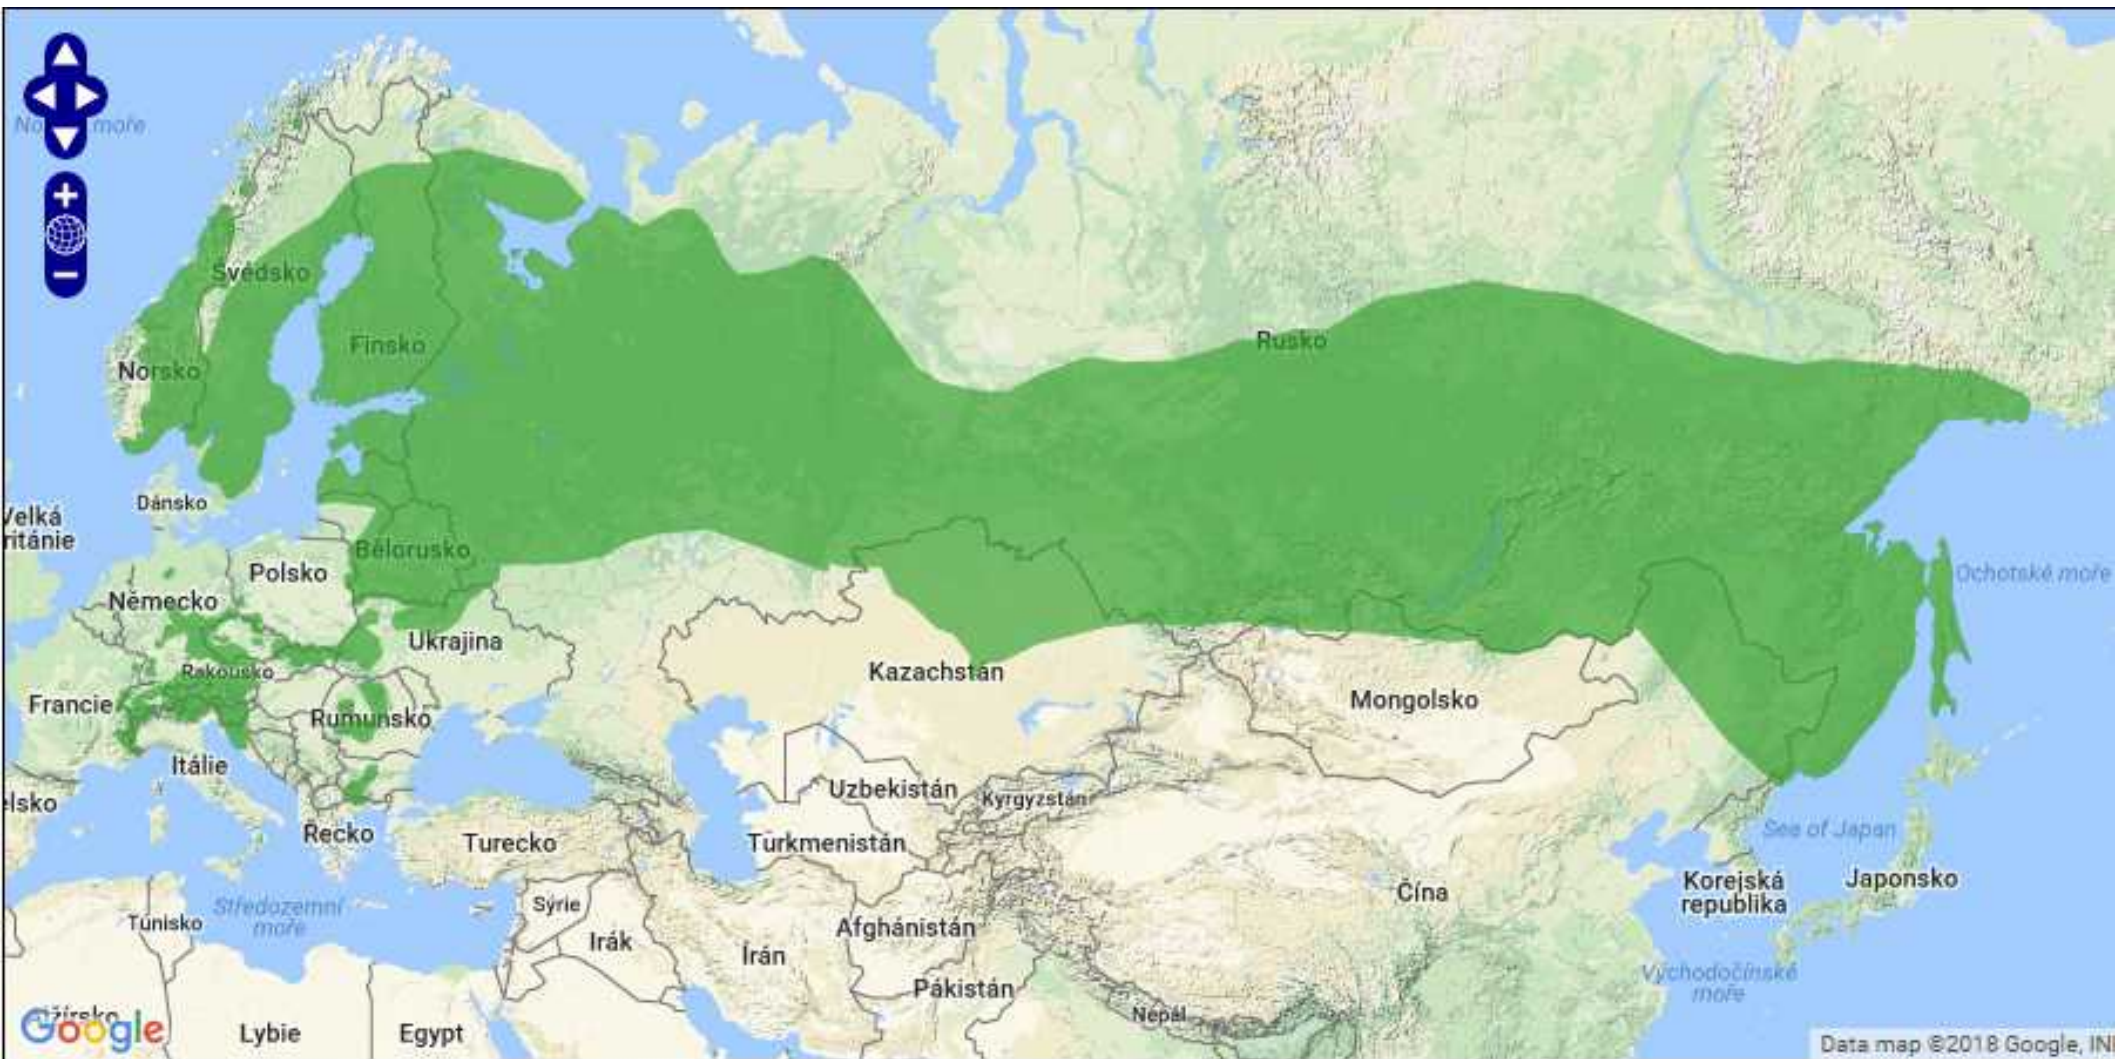 moře
Švédsko
Finsko
Rusko
Norsko
Dánsko
Velká
ritánie
Bělorusko
Polsko
Ochotské moře
Německo
Ukrajina
Rakousko
Kazachstán
Francie
Mongolsko
Rumunsko
Itálie
elsko
Uzbekistán
Kyrgyzstán
Řecko
Turecko
Turkmenistán
Sea of Japan
Korejská
republika
Japonsko
Čína
Středozemní
moře
Tunisko
Sýrie
Irák
Írán
Afghánistán
Pákistán
Východočínské
moře
Nepál
Google
Lybie
Egypt
Data map ©2018 Google, IN